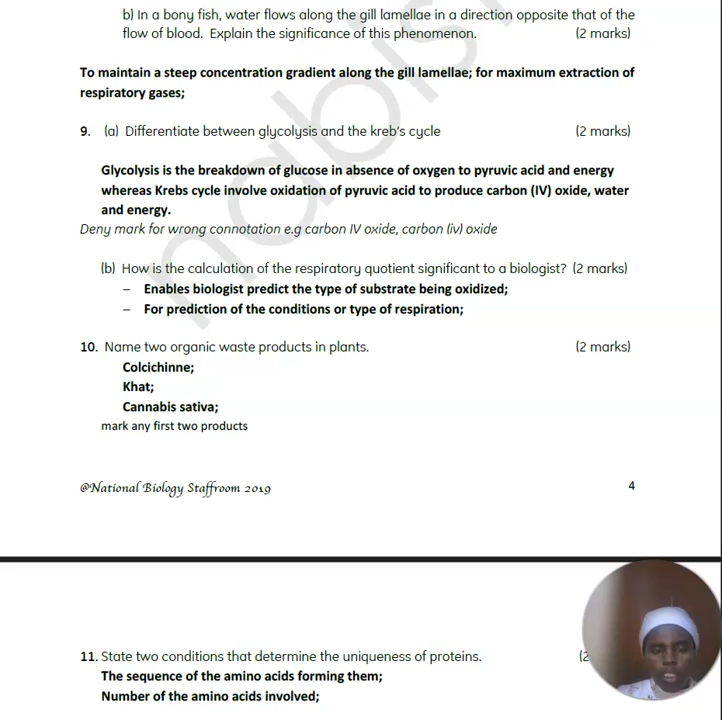 b) In a bony fish, water flows along the gill lamellae in a direction opposite that of the
flow of blood. Explain the significance of this phenomenon. (2 marks)
To maintain a steep concentration gradient along the gill lamellae; for maximum extraction of
respiratory gases;
9. (a) Differentiate between glycolysis and the kreb's cycle (2 marks)
Glycolysis is the breakdown of glucose in absence of oxygen to pyruvic acid and energy
whereas Krebs cycle involve oxidation of pyruvic acid to produce carbon (IV) oxide, water
and energy.
Deny mark for wrong connotation e.g carbon IV oxide, carbon (iv) oxide
(b) How is the calculation of the respiratory quotient significant to a biologist? (2 marks)
– Enables biologist predict the type of substrate being oxidized;
– For prediction of the conditions or type of respiration;
10. Name two organic waste products in plants. (2 marks)
Colcichinne;
Khat;
Cannabis sativa;
mark any first two products
@National Biology Staffroom 2019 4
11. State two conditions that determine the uniqueness of proteins. (2
The sequence of the amino acids forming them;
Number of the amino acids involved;
nabis